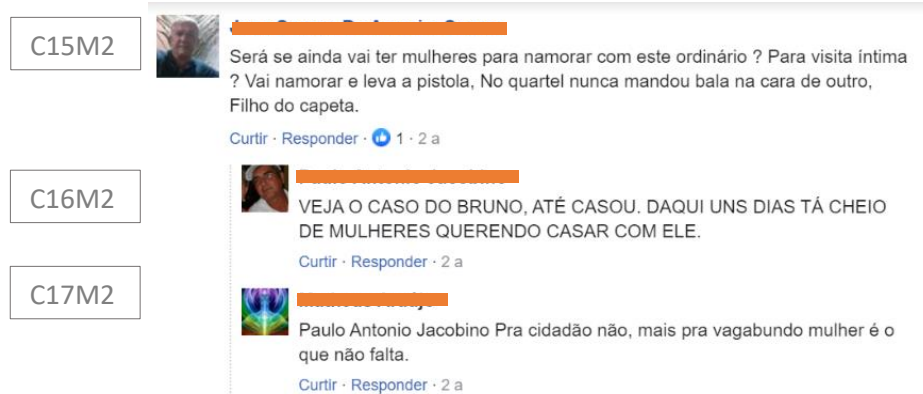 C15M2
Será se ainda vai ter mulheres para namorar com este ordinário ? Para visita íntima
? Vai namorar e leva a pistola, No quartel nunca mandou bala na cara de outro,
Filho do capeta.
Curtir · Responder · 1 · 2 a
C16M2
VEJA O CASO DO BRUNO, ATÉ CASOU. DAQUI UNS DIAS TÁ CHEIO
DE MULHERES QUERENDO CASAR COM ELE.
Curtir · Responder · 2 a
C17M2
Paulo Antonio Jacobino Pra cidadão não, mais pra vagabundo mulher é o
que não falta.
Curtir · Responder · 2 a